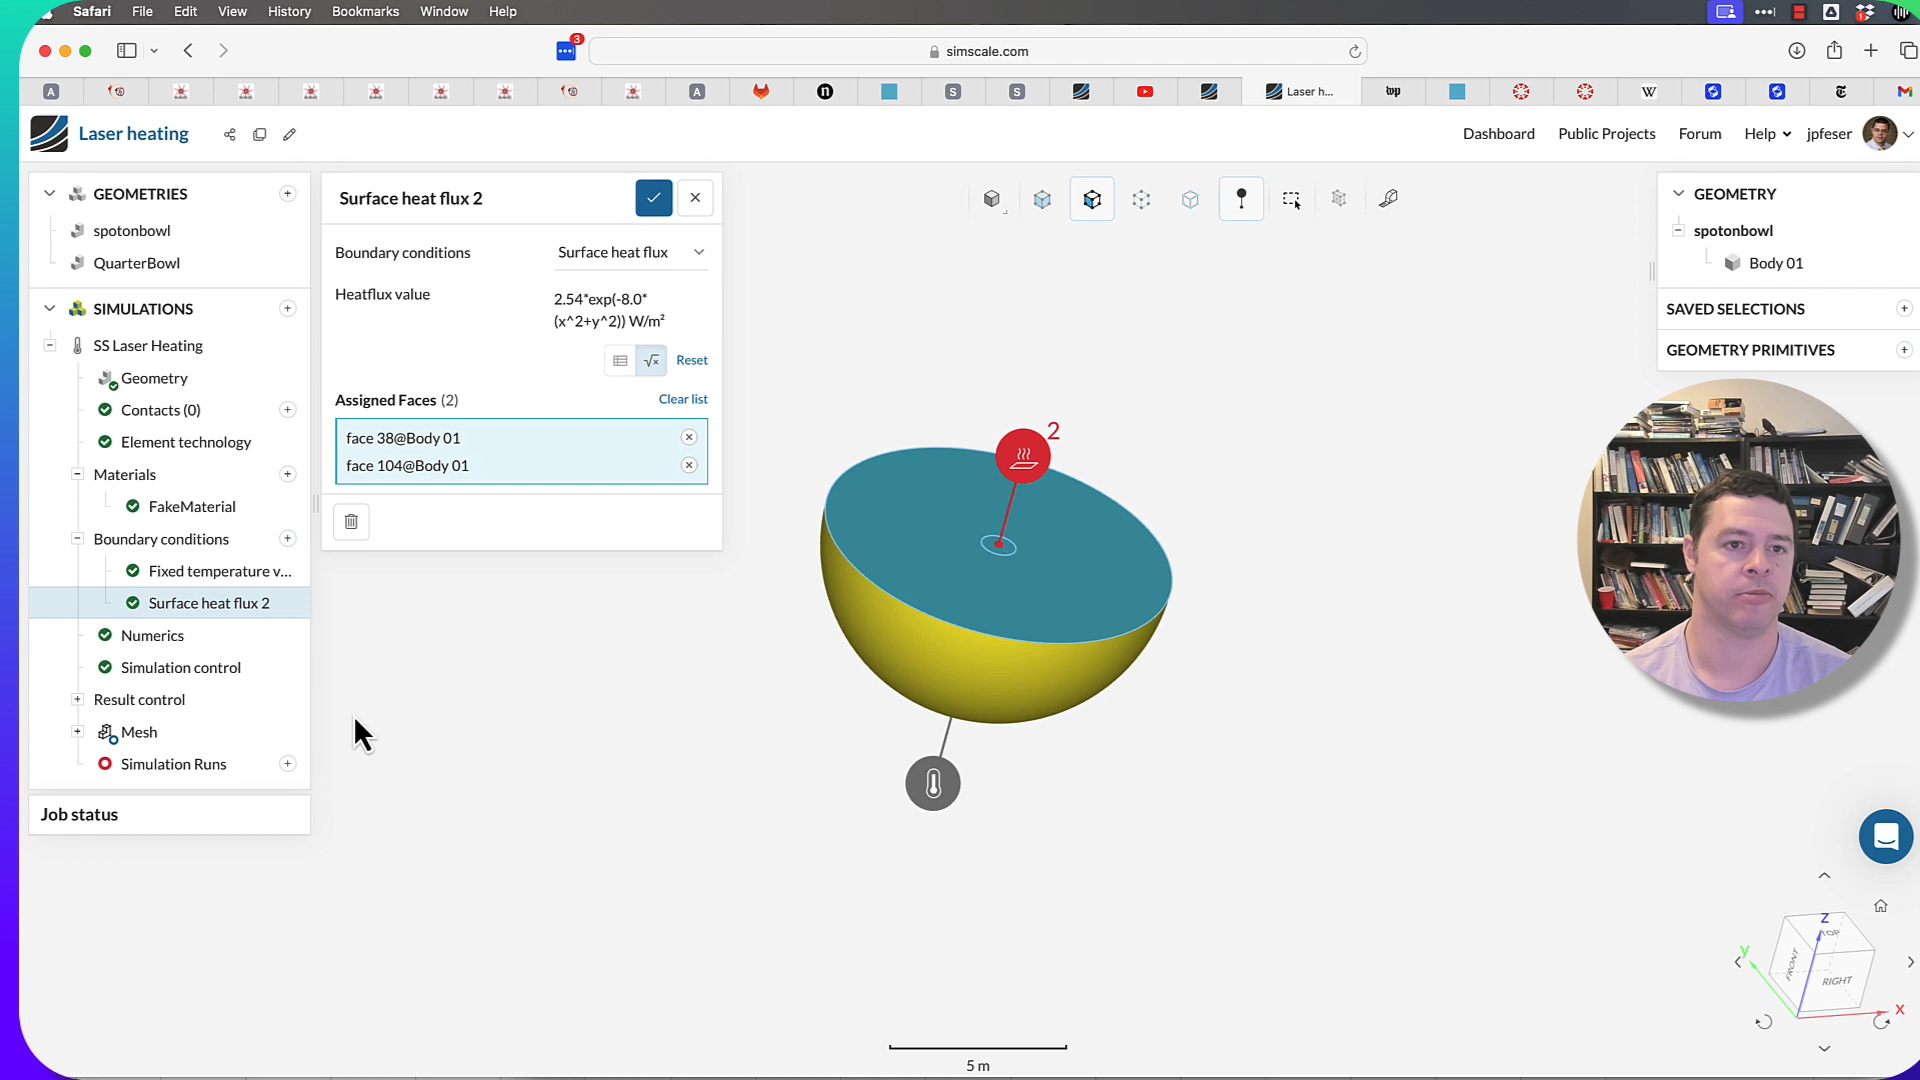 Safari File Edit View History Bookmarks Window Help
3
simscale.com
A A n S S Laser h... wp W
Laser heating
Dashboard Public Projects Forum Help jpfeser
GEOMETRIES
spotonbowl
QuarterBowl
SIMULATIONS
SS Laser Heating
Geometry
Contacts (0)
Element technology
Materials
FakeMaterial
Boundary conditions
Fixed temperature v...
Surface heat flux 2
Numerics
Simulation control
Result control
Mesh
Simulation Runs
Job status
Surface heat flux 2
Boundary conditions Surface heat flux
Heatflux value 2.54*exp(-8.0*
(x^2+y^2)) W/m²
Reset
Assigned Faces (2) Clear list
face 38@Body 01
face 104@Body 01
2
5 m
GEOMETRY
spotonbowl
Body 01
SAVED SELECTIONS
GEOMETRY PRIMITIVES
Z
TOP
Y
FRONT
RIGHT
X